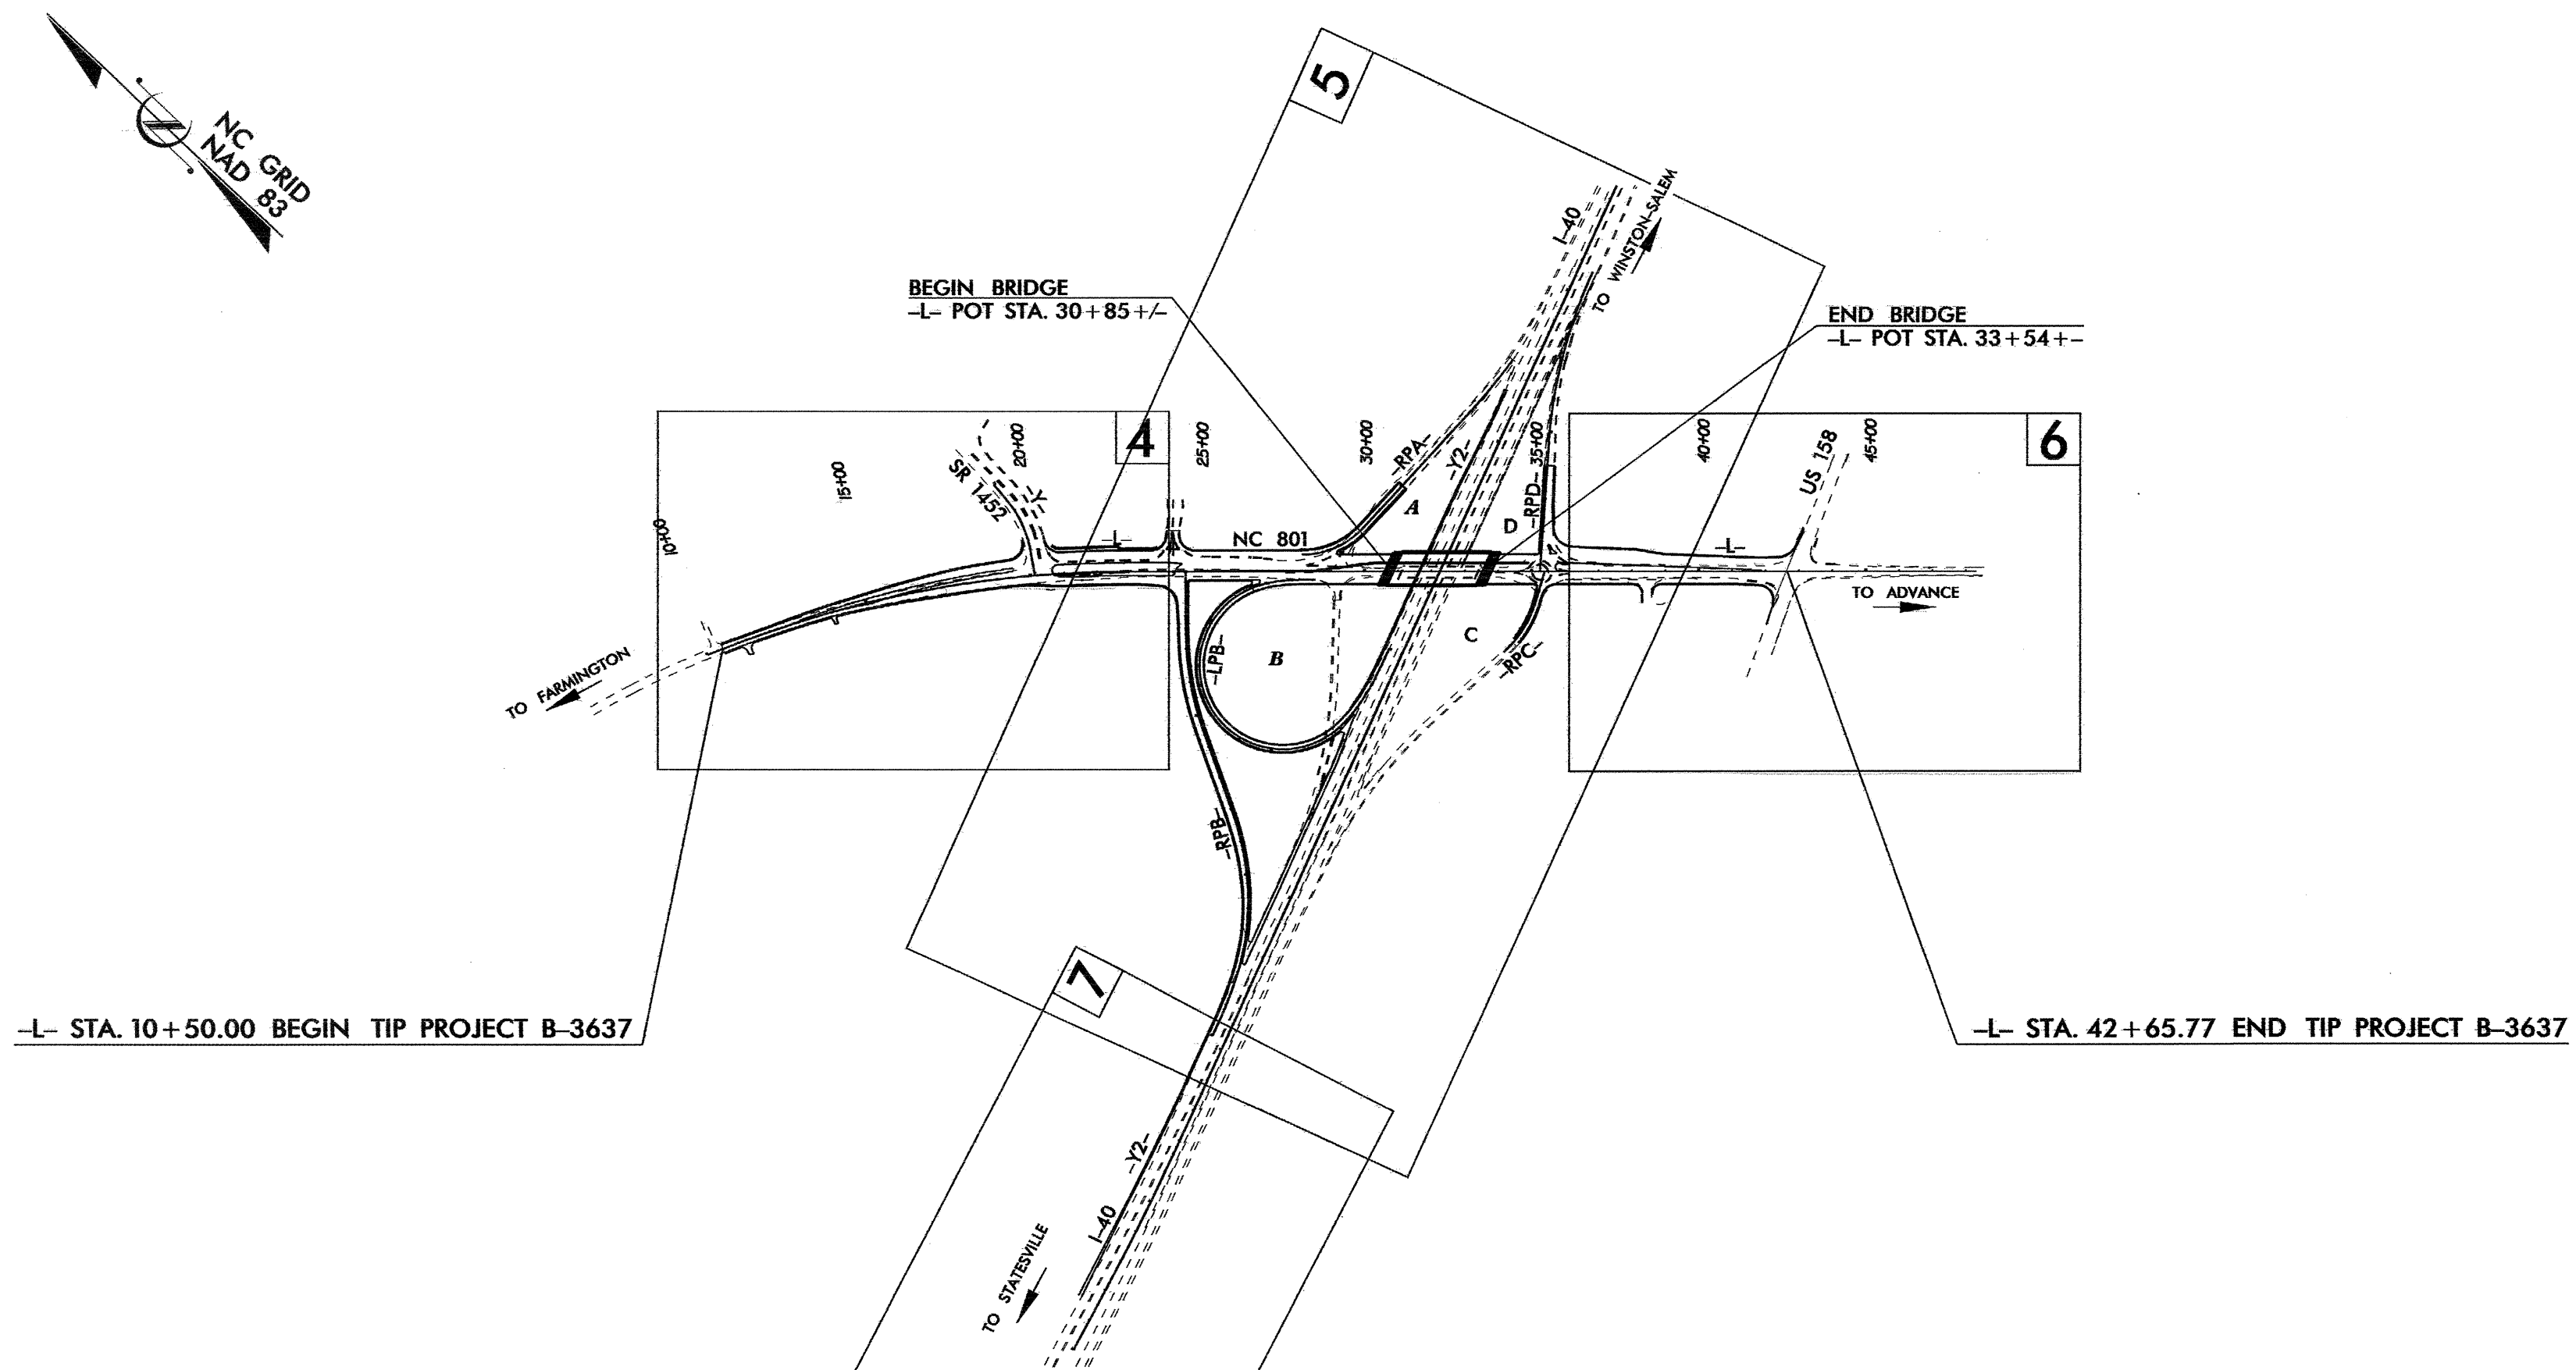 NC GRID
NAD 83
5
I-40
TO WINSTON-SALEM
BEGIN BRIDGE
-L- POT STA. 30+85+/-
END BRIDGE
-L- POT STA. 33+54+-
4
6
10+00
15+00
20+00
25+00
30+00
35+00
40+00
45+00
SR 1452
-Y-
-L-
NC 801
-RPA-
-Y2-
A
D
-RPD-
US 158
-L-
TO ADVANCE
-LPB-
B
C
-RPC-
TO FARMINGTON
-RPB-
7
-L- STA. 10+50.00 BEGIN TIP PROJECT B-3637
-L- STA. 42+65.77 END TIP PROJECT B-3637
-Y2-
I-40
TO STATESVILLE